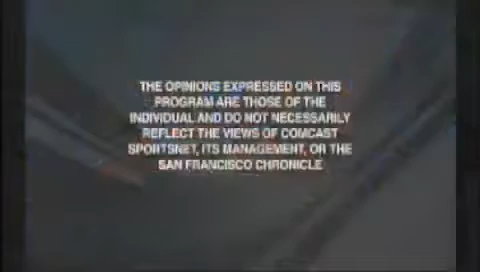 THE OPINIONS EXPRESSED ON THIS
PROGRAM ARE THOSE OF THE
INDIVIDUAL AND DO NOT NECESSARILY
REFLECT THE VIEWS OF COMCAST
SPORTSNET, ITS MANAGEMENT, OR THE
SAN FRANCISCO CHRONICLE